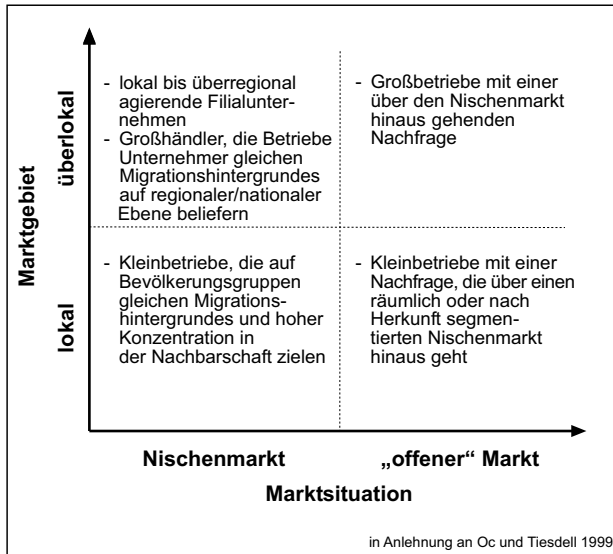 Marktgebiet
überlokal
- lokal bis überregional
agierende Filialunter-
nehmen
- Großhändler, die Betriebe
Unternehmer gleichen
Migrationshintergrundes
auf regionaler/nationaler
Ebene beliefern
- Großbetriebe mit einer
über den Nischenmarkt
hinaus gehenden
Nachfrage
lokal
- Kleinbetriebe, die auf
Bevölkerungsgruppen
gleichen Migrations-
hintergrundes und hoher
Konzentration in
der Nachbarschaft zielen
- Kleinbetriebe mit einer
Nachfrage, die über einen
räumlich oder nach
Herkunft segmen-
tierten Nischenmarkt
hinaus geht
Nischenmarkt
„offener“ Markt
Marktsituation
in Anlehnung an Oc und Tiesdell 1999